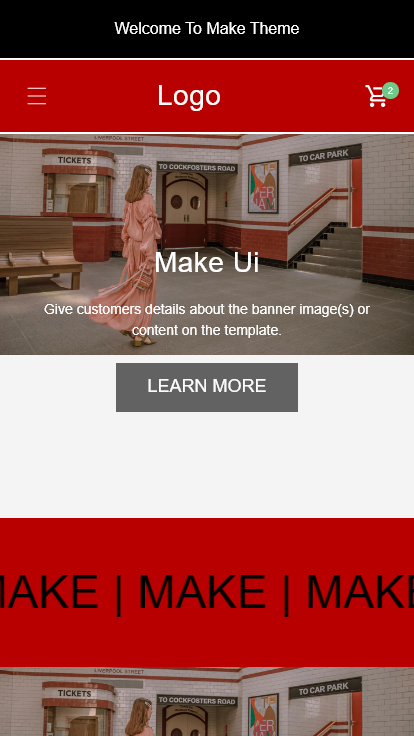 Welcome To Make Theme
Logo
2
LIVERPOOL STREET
TICKETS
TO COCKFOSTERS ROAD
TO CAR PARK
Make Ui
Give customers details about the banner image(s) or
content on the template.
LEARN MORE
MAKE | MAKE | MAKE
LIVERPOOL STREET
TICKETS
TO COCKFOSTERS ROAD
TO CAR PARK